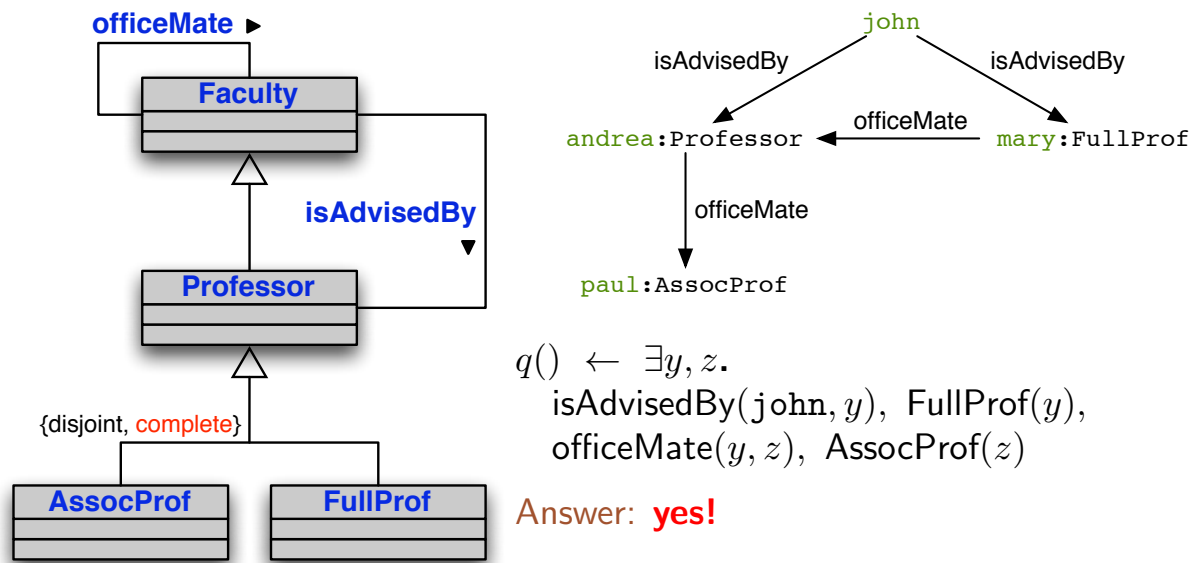 officeMate ►
Faculty
isAdvisedBy
▼
Professor
{disjoint, complete}
AssocProf
FullProf
john
isAdvisedBy
isAdvisedBy
andrea:Professor
officeMate
mary:FullProf
officeMate
paul:AssocProf
q() ← ∃y, z.
isAdvisedBy(john, y), FullProf(y),
officeMate(y, z), AssocProf(z)
Answer: yes!